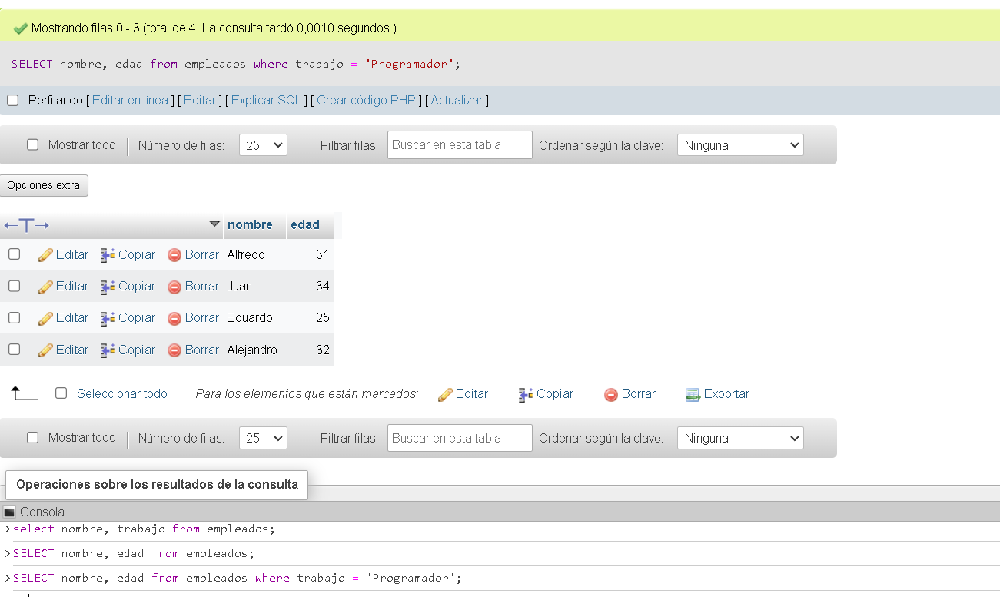 Mostrando filas 0 - 3 (total de 4, La consulta tardó 0,0010 segundos.)
SELECT nombre, edad from empleados where trabajo = 'Programador';
Perfilando [ Editar en línea ] [ Editar ] [ Explicar SQL ] [ Crear código PHP ] [ Actualizar ]
Mostrar todo Número de filas: 25 Filtrar filas: Buscar en esta tabla Ordenar según la clave: Ninguna
Opciones extra
←T→ nombre edad
Editar Copiar Borrar Alfredo 31
Editar Copiar Borrar Juan 34
Editar Copiar Borrar Eduardo 25
Editar Copiar Borrar Alejandro 32
Seleccionar todo Para los elementos que están marcados: Editar Copiar Borrar Exportar
Mostrar todo Número de filas: 25 Filtrar filas: Buscar en esta tabla Ordenar según la clave: Ninguna
Operaciones sobre los resultados de la consulta
Consola
>select nombre, trabajo from empleados;
>SELECT nombre, edad from empleados;
>SELECT nombre, edad from empleados where trabajo = 'Programador';